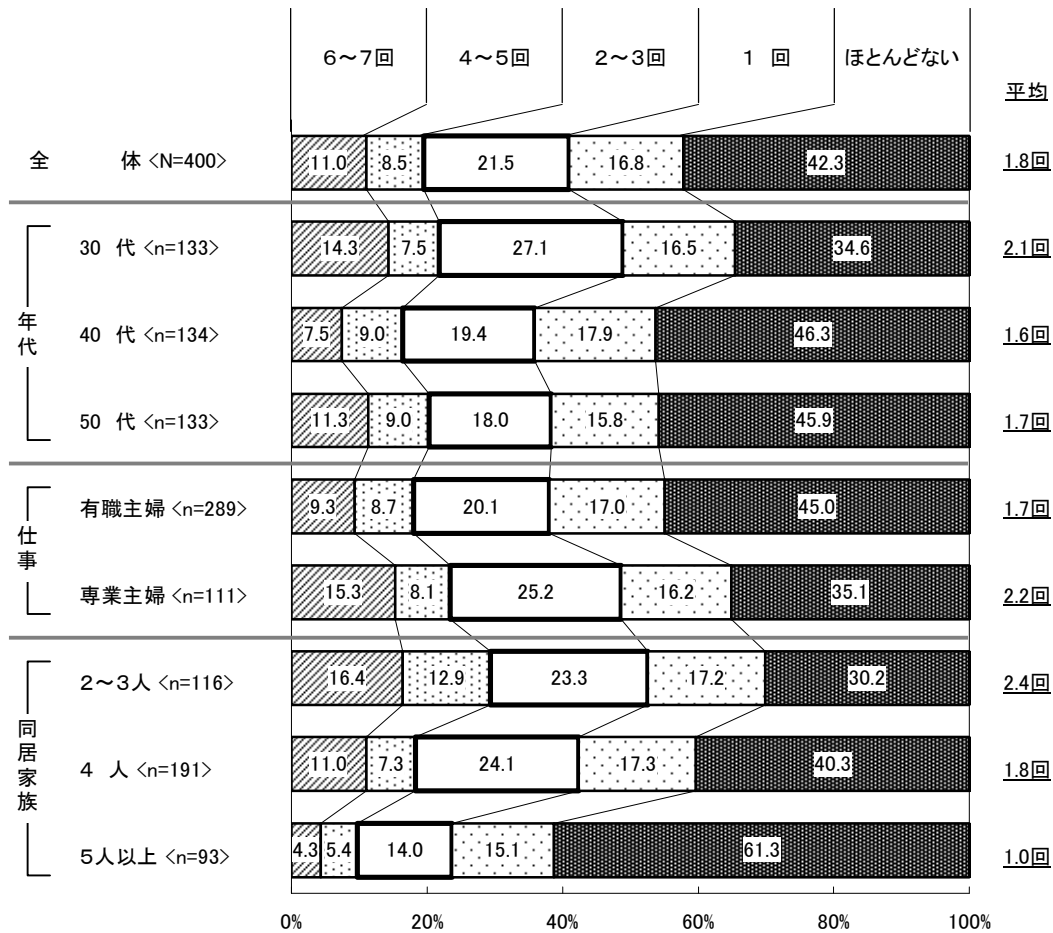 ６～７回 ４～５回 ２～３回 １　回 ほとんどない
平均
全　　　体 <N=400> 11.0 8.5 21.5 16.8 42.3 1.8回
年代
30　代 <n=133> 14.3 7.5 27.1 16.5 34.6 2.1回
40　代 <n=134> 7.5 9.0 19.4 17.9 46.3 1.6回
50　代 <n=133> 11.3 9.0 18.0 15.8 45.9 1.7回
仕事
有職主婦 <n=289> 9.3 8.7 20.1 17.0 45.0 1.7回
専業主婦 <n=111> 15.3 8.1 25.2 16.2 35.1 2.2回
同居家族
２～３人 <n=116> 16.4 12.9 23.3 17.2 30.2 2.4回
４　人 <n=191> 11.0 7.3 24.1 17.3 40.3 1.8回
５人以上 <n=93> 4.3 5.4 14.0 15.1 61.3 1.0回
0% 20% 40% 60% 80% 100%